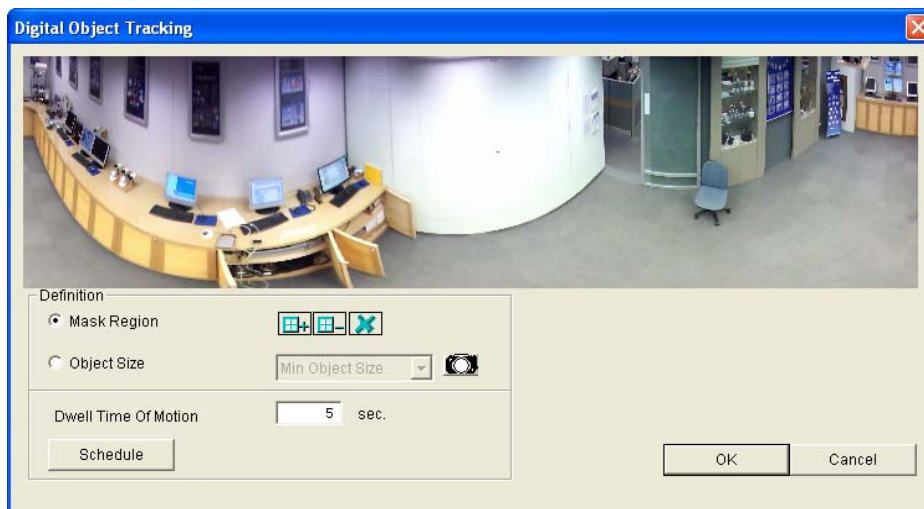 Digital Object Tracking
Definition
Mask Region
Object Size
Min Object Size
Dwell Time Of Motion
5 sec.
Schedule
OK
Cancel